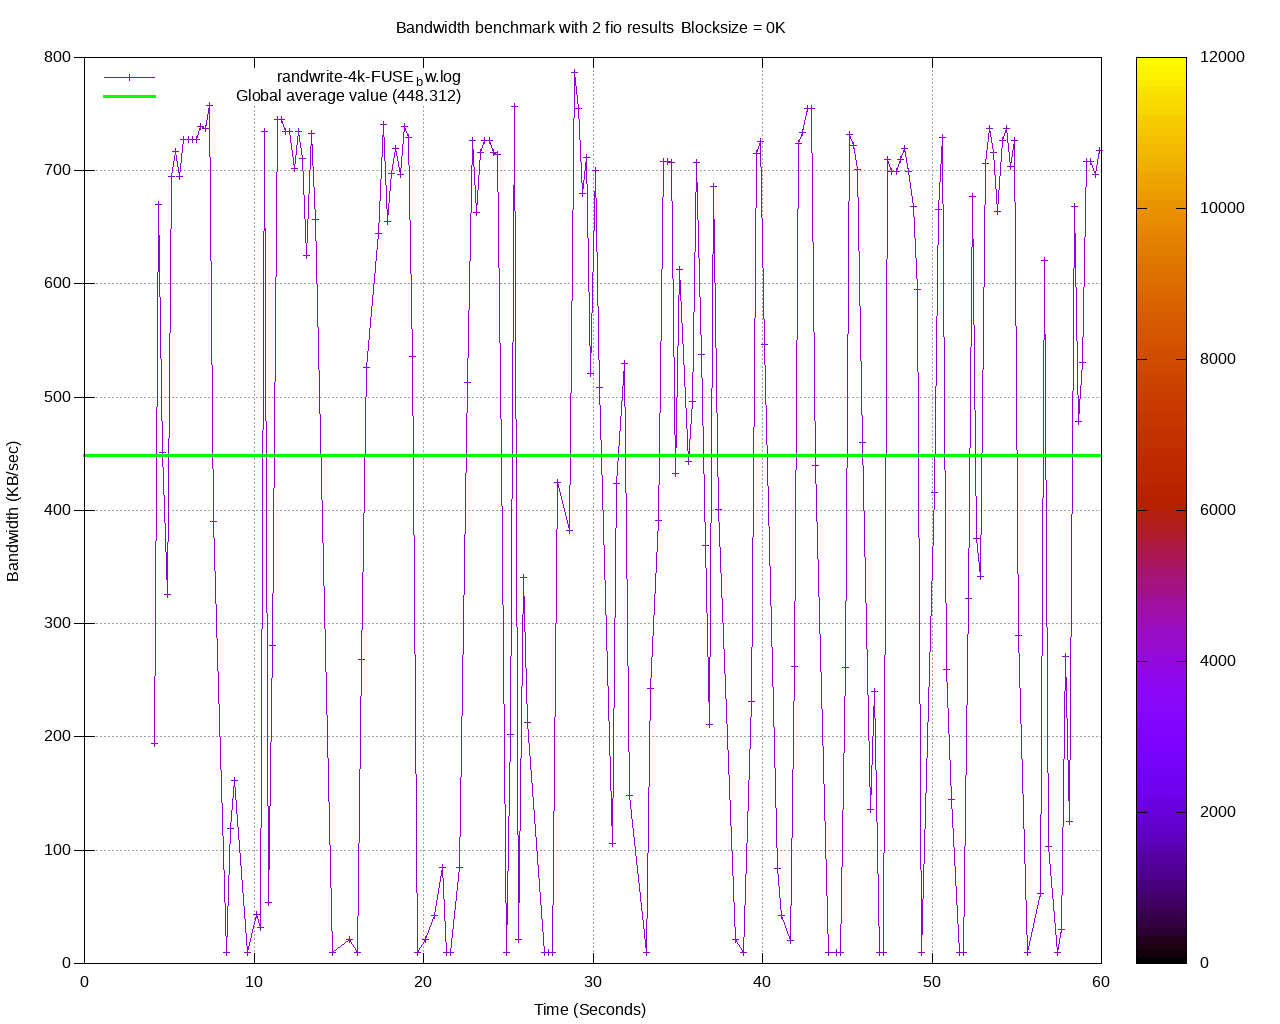 Bandwidth benchmark with 2 fio results Blocksize = 0K
randwrite-4k-FUSE_bw.log
Global average value (448.312)
Bandwidth (KB/sec)
800
700
600
500
400
300
200
100
0
0 10 20 30 40 50 60
Time (Seconds)
12000
10000
8000
6000
4000
2000
0